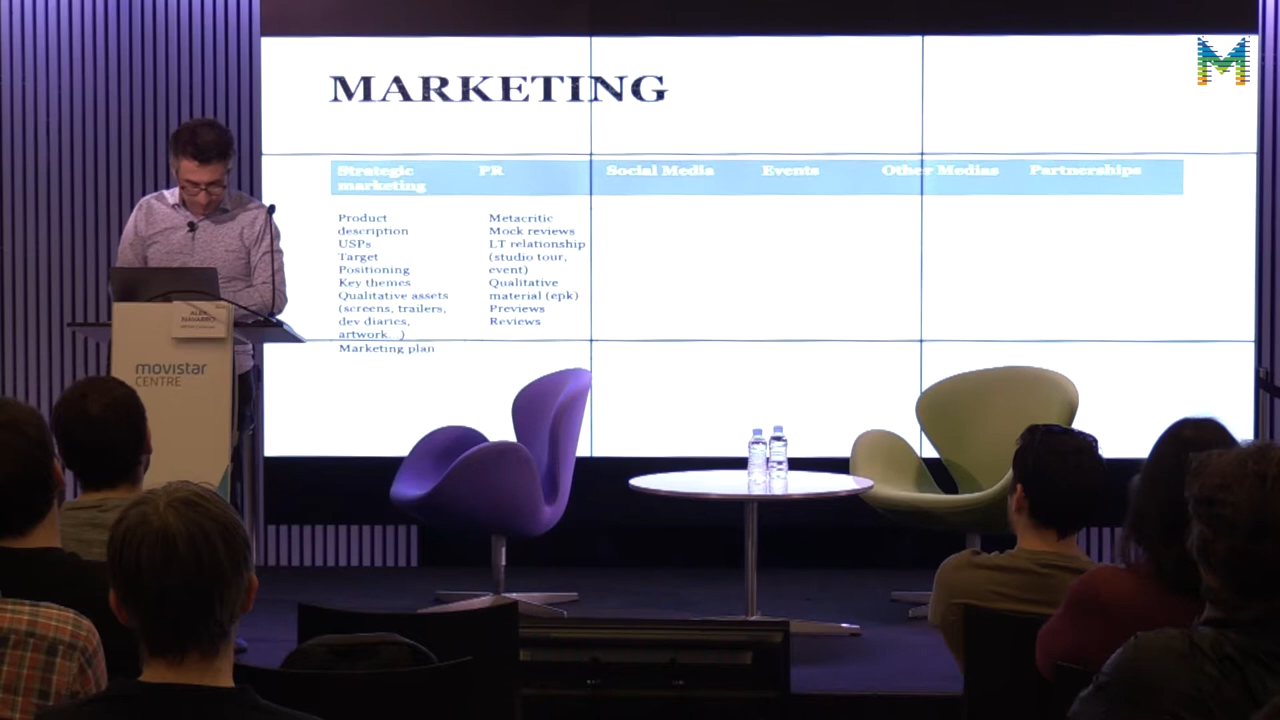 M
MARKETING
Strategic marketing
PR
Social Media
Events
Other Medias
Partnerships
Product
description
USPs
Target
Positioning
Key themes
Qualitative assets
(screens, trailers,
dev diaries,
artwork...)
Marketing plan
Metacritic
Mock reviews
LT relationship
(studio tour,
event)
Qualitative
material (epk)
Previews
Reviews
ALEX
NAVARRO
movistar
CENTRE